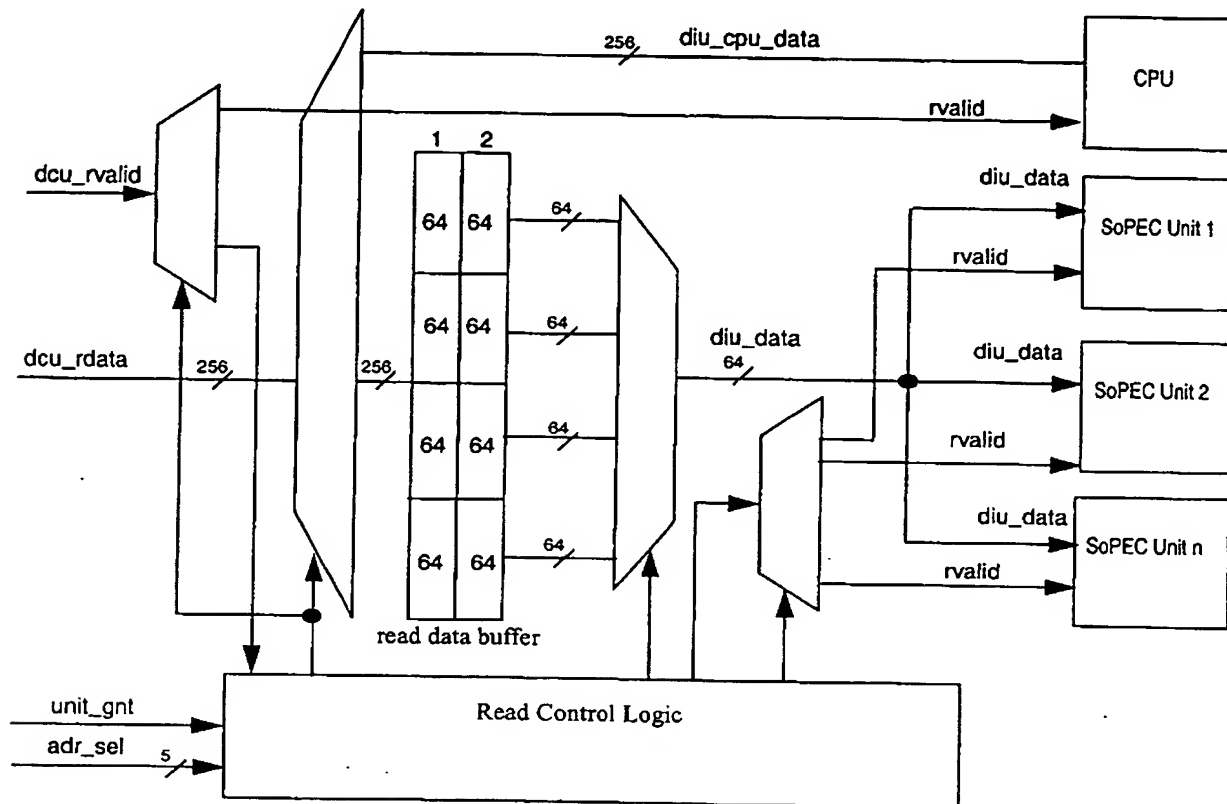 256
diu_cpu_data
CPU
rvalid
1 2
dcu_rvalid
diu_data
64 64
64
SoPEC Unit 1
rvalid
64 64
64
diu_data
64
dcu_rdata
256
256
diu_data
SoPEC Unit 2
64 64
64
rvalid
diu_data
64 64
64
SoPEC Unit n
rvalid
read data buffer
unit_gnt
Read Control Logic
adr_sel
5